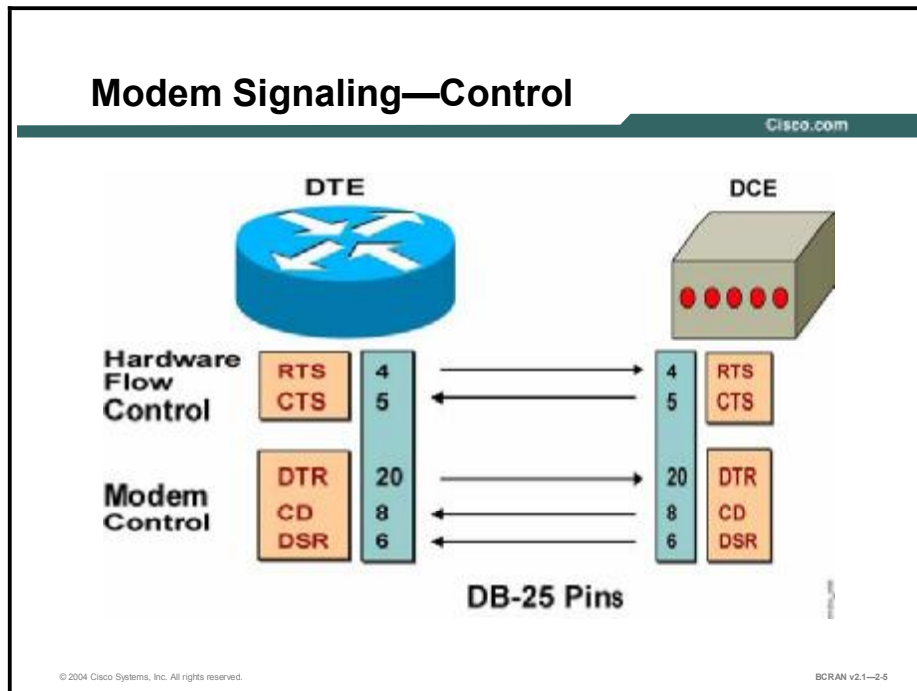 Modem Signaling—Control
Cisco.com
DTE
DCE
Hardware
Flow
Control
RTS 4
CTS 5
4 RTS
5 CTS
Modem
Control
DTR 20
CD 8
DSR 6
20 DTR
8 CD
6 DSR
DB-25 Pins
© 2004 Cisco Systems, Inc. All rights reserved.
BCRAN v2.1—2-5